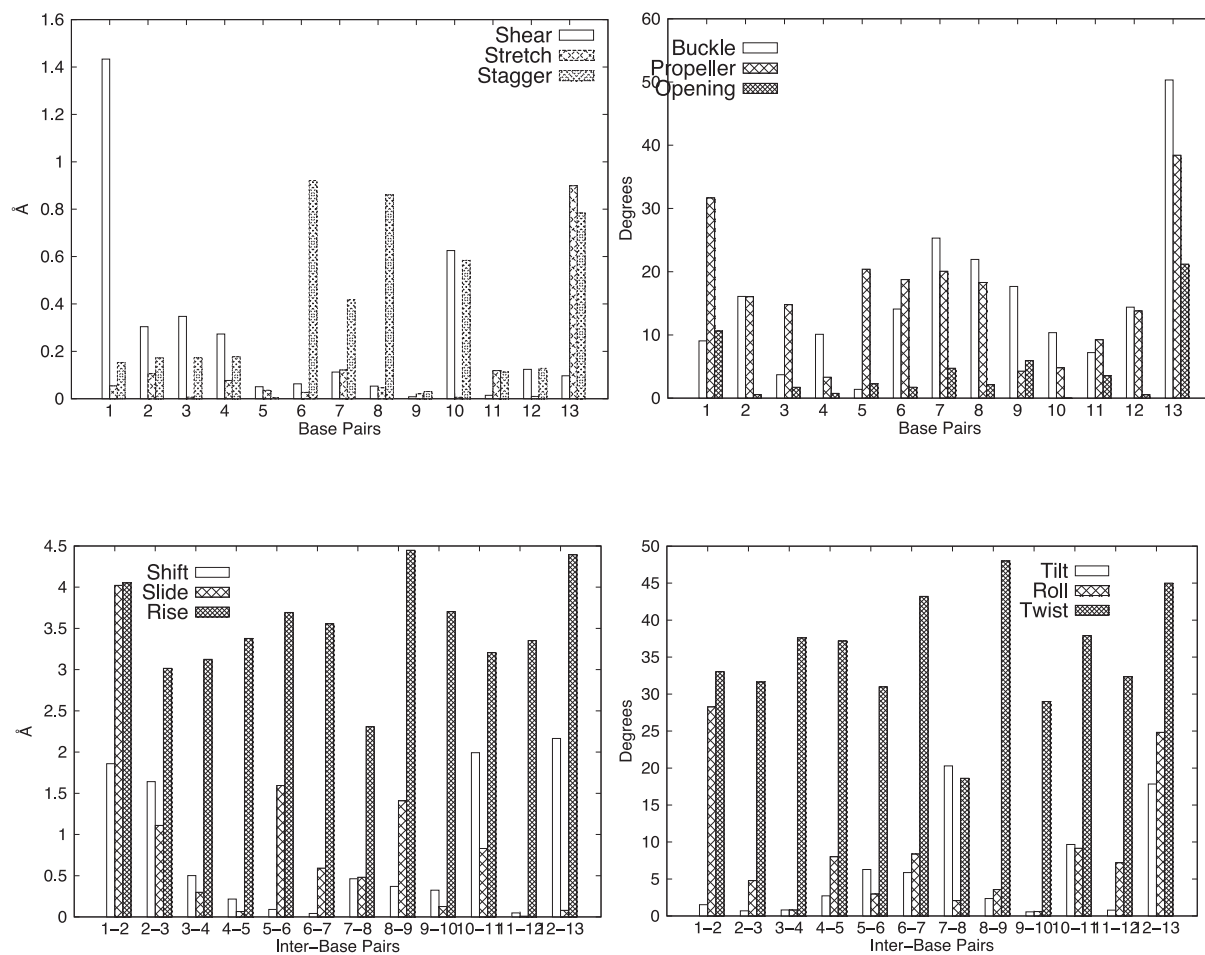 1.6
1.4
1.2
1
0.8
0.6
0.4
0.2
0
Å
Shear
Stretch
Stagger
1 2 3 4 5 6 7 8 9 10 11 12 13
Base Pairs
60
50
40
30
20
10
0
Degrees
Buckle
Propeller
Opening
1 2 3 4 5 6 7 8 9 10 11 12 13
Base Pairs
4.5
4
3.5
3
2.5
2
1.5
1
0.5
0
Å
Shift
Slide
Rise
1−2 2−3 3−4 4−5 5−6 6−7 7−8 8−9 9−10 10−11 11−12 12−13
Inter−Base Pairs
50
45
40
35
30
25
20
15
10
5
0
Degrees
Tilt
Roll
Twist
1−2 2−3 3−4 4−5 5−6 6−7 7−8 8−9 9−10 10−11 11−12 12−13
Inter−Base Pairs